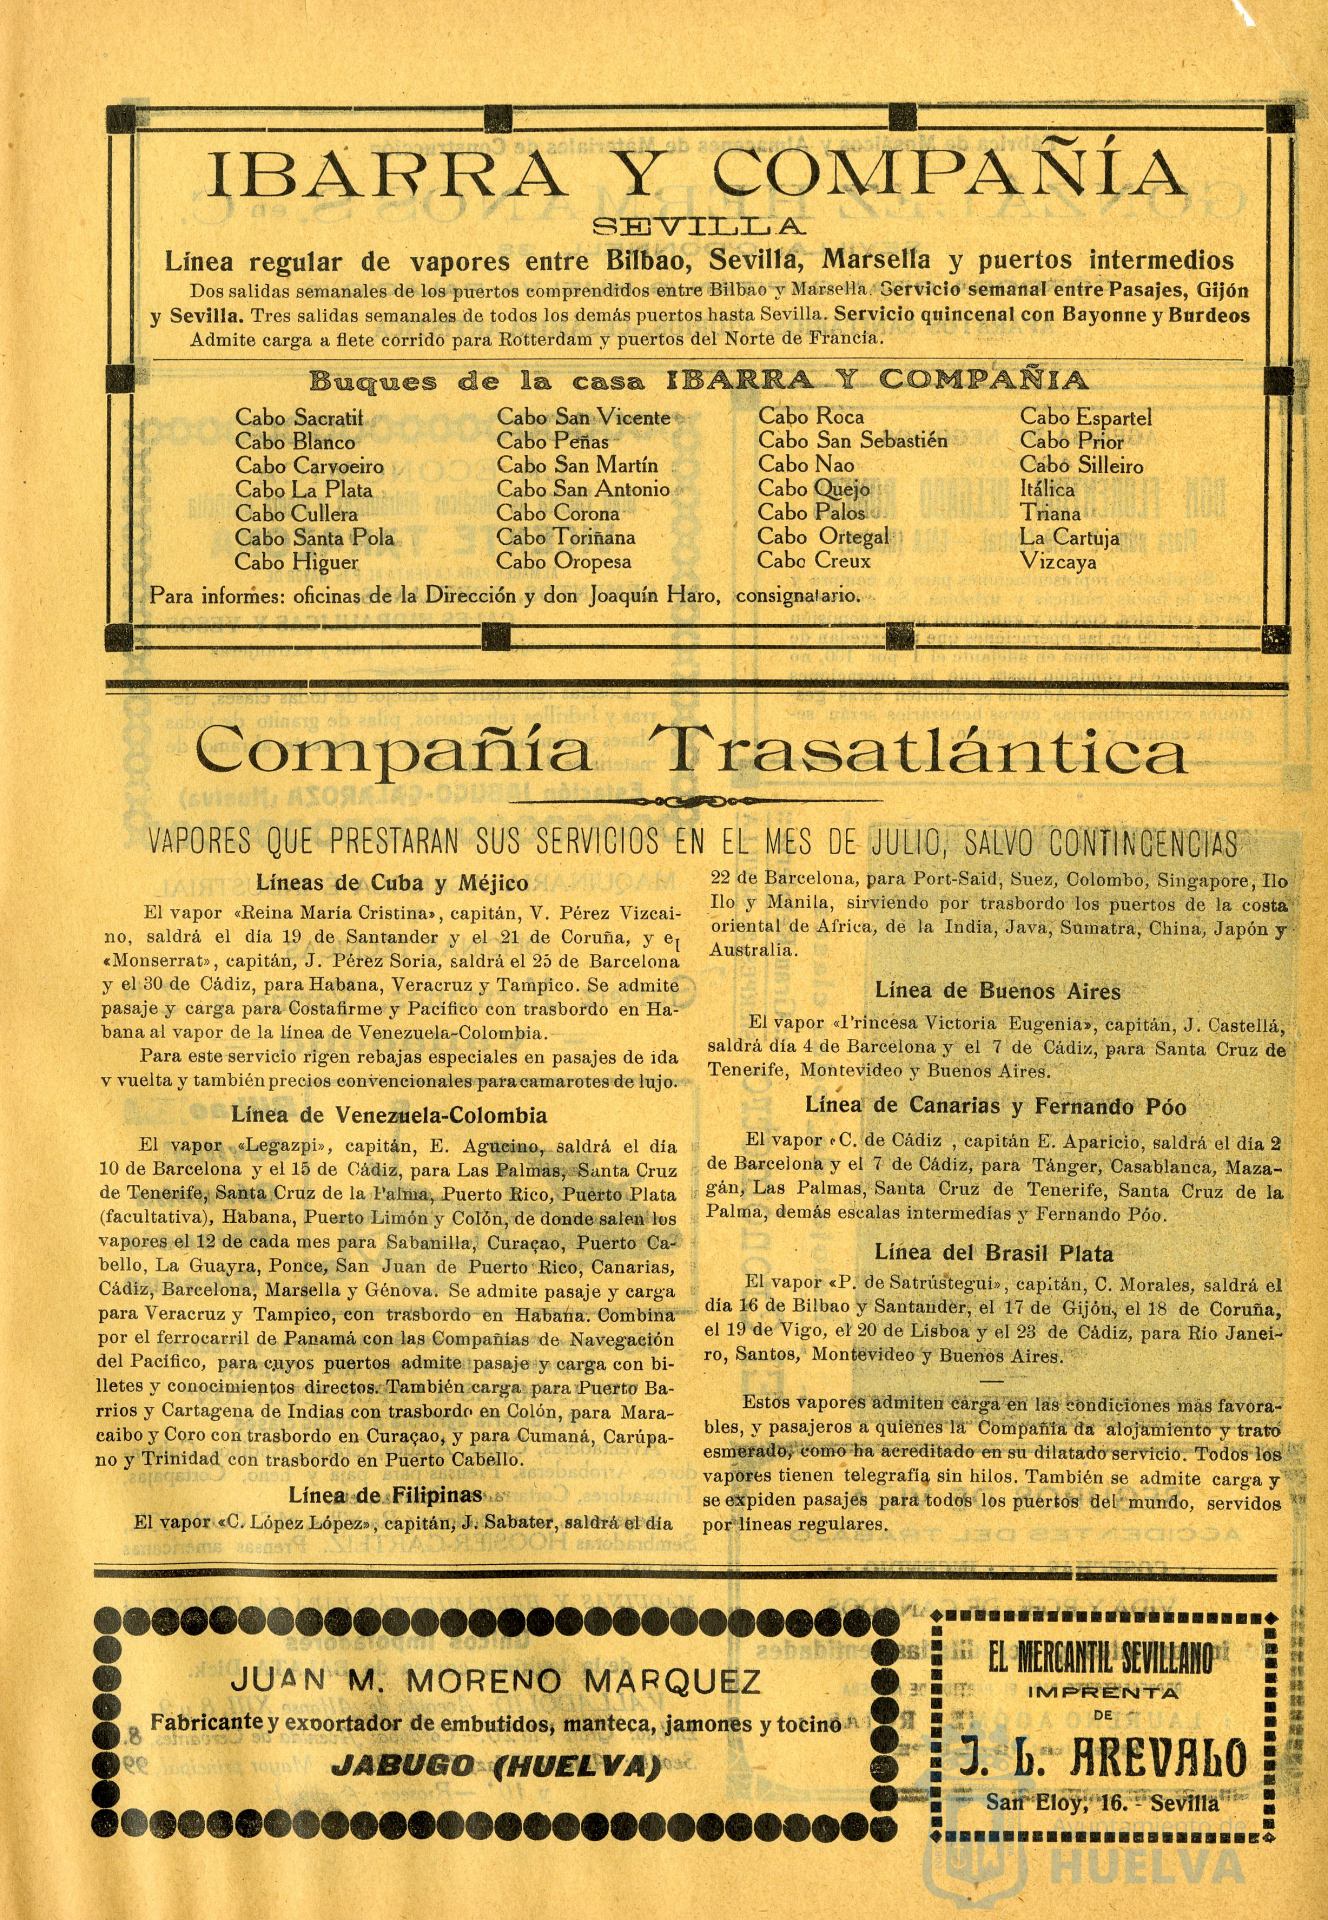 IBARRA Y COMPAÑÍA
SEVILLA
Línea regular de vapores entre Bilbao, Sevilla, Marsella y puertos intermedios
Dos salidas semanales de los puertos comprendidos entre Bilbao y Marsella. Servicio semanal entre Pasajes, Gijón
y Sevilla. Tres salidas semanales de todos los demás puertos hasta Sevilla. Servicio quincenal con Bayonne y Burdeos
Admite carga a flete corrido para Rotterdam y puertos del Norte de Francia.
Buques de la casa IBARRA Y COMPAÑIA
Cabo Sacratif
Cabo Blanco
Cabo Carvoeiro
Cabo La Plata
Cabo Cullera
Cabo Santa Pola
Cabo Higuer
Cabo San Vicente
Cabo Peñas
Cabo San Martín
Cabo San Antonio
Cabo Corona
Cabo Toriñana
Cabo Oropesa
Cabo Roca
Cabo San Sebastién
Cabo Nao
Cabo Quejo
Cabo Palos
Cabo Ortegal
Cabo Creux
Cabo Espartel
Cabo Prior
Cabo Silleiro
Itálica
Triana
La Cartuja
Vizcaya
Para informes: oficinas de la Dirección y don Joaquín Haro, consignatario.
Compañía Trasatlántica
VAPORES QUE PRESTARAN SUS SERVICIOS EN EL MES DE JULIO, SALVO CONTINGENCIAS
Líneas de Cuba y Méjico
El vapor «Reina María Cristina», capitán, V. Pérez Vizcai-
no, saldrá el día 19 de Santander y el 21 de Coruña, y el
«Monserrat», capitán, J. Pérez Soria, saldrá el 25 de Barcelona
y el 30 de Cádiz, para Habana, Veracruz y Tampico. Se admite
pasaje y carga para Costafirme y Pacífico con trasbordo en Ha-
bana al vapor de la línea de Venezuela-Colombia.
Para este servicio rigen rebajas especiales en pasajes de ida
y vuelta y también precios convencionales para camarotes de lujo.
Línea de Venezuela-Colombia
El vapor «Legazpi», capitán, E. Agucino, saldrá el día
10 de Barcelona y el 15 de Cádiz, para Las Palmas, Santa Cruz
de Tenerife, Santa Cruz de la Palma, Puerto Rico, Puerto Plata
(facultativa), Habana, Puerto Limón y Colón, de donde salen los
vapores el 12 de cada mes para Sabanilla, Curaçao, Puerto Ca-
bello, La Guayra, Ponce, San Juan de Puerto Rico, Canarias,
Cádiz, Barcelona, Marsella y Génova. Se admite pasaje y carga
para Veracruz y Tampico, con trasbordo en Habana. Combina
por el ferrocarril de Panamá con las Compañías de Navegación
del Pacífico, para cuyos puertos admite pasaje y carga con bi-
lletes y conocimientos directos. También carga para Puerto Ba-
rrios y Cartagena de Indias con trasbordo en Colón, para Mara-
caibo y Coro con trasbordo en Curaçao, y para Cumaná, Carúpa-
no y Trinidad con trasbordo en Puerto Cabello.
Línea de Filipinas
El vapor «C. López López», capitán, J. Sabater, saldrá el día
22 de Barcelona, para Port-Said, Suez, Colombo, Singapore, Ilo
Ilo y Manila, sirviendo por trasbordo los puertos de la costa
oriental de Africa, de la India, Java, Sumatra, China, Japón y
Australia.
Línea de Buenos Aires
El vapor «Princesa Victoria Eugenia», capitán, J. Castellá,
saldrá día 4 de Barcelona y el 7 de Cádiz, para Santa Cruz de
Tenerife, Montevideo y Buenos Aires.
Línea de Canarias y Fernando Póo
El vapor «C. de Cádiz , capitán E. Aparicio, saldrá el día 2
de Barcelona y el 7 de Cádiz, para Tánger, Casablanca, Maza-
gán, Las Palmas, Santa Cruz de Tenerife, Santa Cruz de la
Palma, demás escalas intermedias y Fernando Póo.
Línea del Brasil Plata
El vapor «P. de Satrústegui», capitán, C. Morales, saldrá el
día 16 de Bilbao y Santander, el 17 de Gijón, el 18 de Coruña,
el 19 de Vigo, el 20 de Lisboa y el 23 de Cádiz, para Rio Janei-
ro, Santos, Montevideo y Buenos Aires.
Estos vapores admiten carga en las condiciones más favora-
bles, y pasajeros a quienes la Compañía da alojamiento y trato
esmerado, como ha acreditado en su dilatado servicio. Todos los
vapores tienen telegrafía sin hilos. También se admite carga y
se expiden pasajes para todos los puertos del mundo, servidos
por líneas regulares.
JUAN M. MORENO MARQUEZ
Fabricante y exportador de embutidos, manteca, jamones y tocino
JABUGO (HUELVA)
EL MERCANTIL SEVILLANO
IMPRENTA
DE
J. L. AREVALO
San Eloy, 16. - Sevilla
Ayuntamiento de
HUELVA